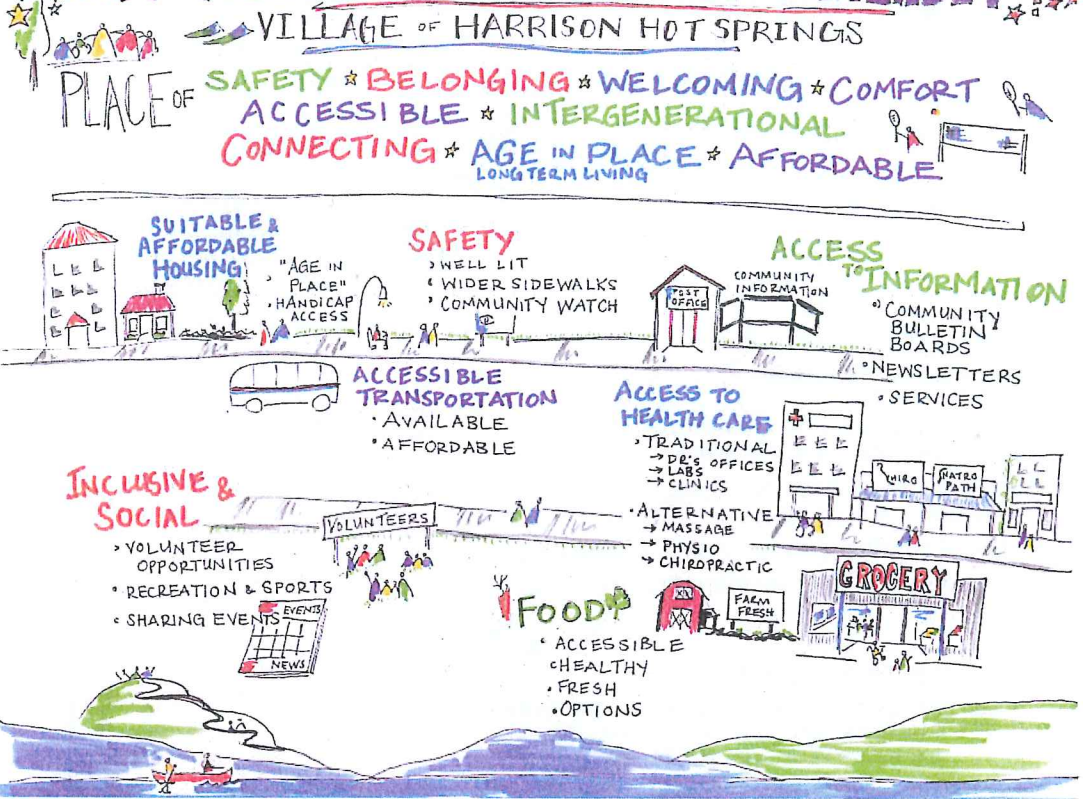 VILLAGE OF HARRISON HOT SPRINGS
PLACE OF
SAFETY ☆ BELONGING ☆ WELCOMING ☆ COMFORT
ACCESSIBLE ☆ INTERGENERATIONAL
CONNECTING ☆ AGE IN PLACE ☆ AFFORDABLE
LONG TERM LIVING
SUITABLE &
AFFORDABLE
HOUSING
"AGE IN
PLACE"
HANDICAP
ACCESS
SAFETY
WELL LIT
WIDER SIDEWALKS
COMMUNITY WATCH
POST
OFFICE
COMMUNITY
INFORMATION
ACCESS
TO INFORMATION
• COMMUNITY
BULLETIN
BOARDS
• NEWSLETTERS
• SERVICES
ACCESSIBLE
TRANSPORTATION
• AVAILABLE
• AFFORDABLE
ACCESS TO
HEALTH CARE
• TRADITIONAL
→ DR'S OFFICES
→ LABS
→ CLINICS
• ALTERNATIVE
→ MASSAGE
→ PHYSIO
→ CHIROPRACTIC
CHIRO
NATRO
PATH
INCLUSIVE &
SOCIAL
• VOLUNTEER
OPPORTUNITIES
• RECREATION & SPORTS
• SHARING EVENTS
VOLUNTEERS
EVENTS
NEWS
FOOD
• ACCESSIBLE
• HEALTHY
• FRESH
• OPTIONS
FARM
FRESH
GROCERY